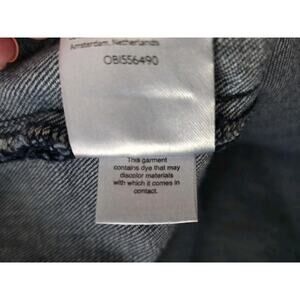 Amsterdam, Netherlands
OBI556490
This garment
contains dye that may
discolor materials
with which it comes in
contact.